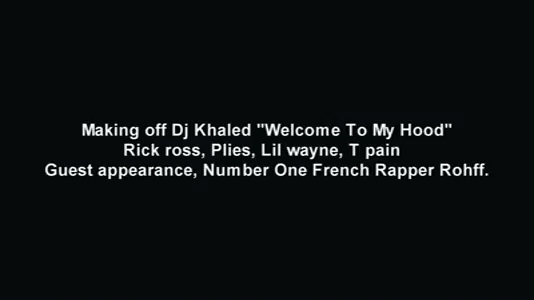 Making off Dj Khaled "Welcome To My Hood"
Rick ross, Plies, Lil wayne, T pain
Guest appearance, Number One French Rapper Rohff.